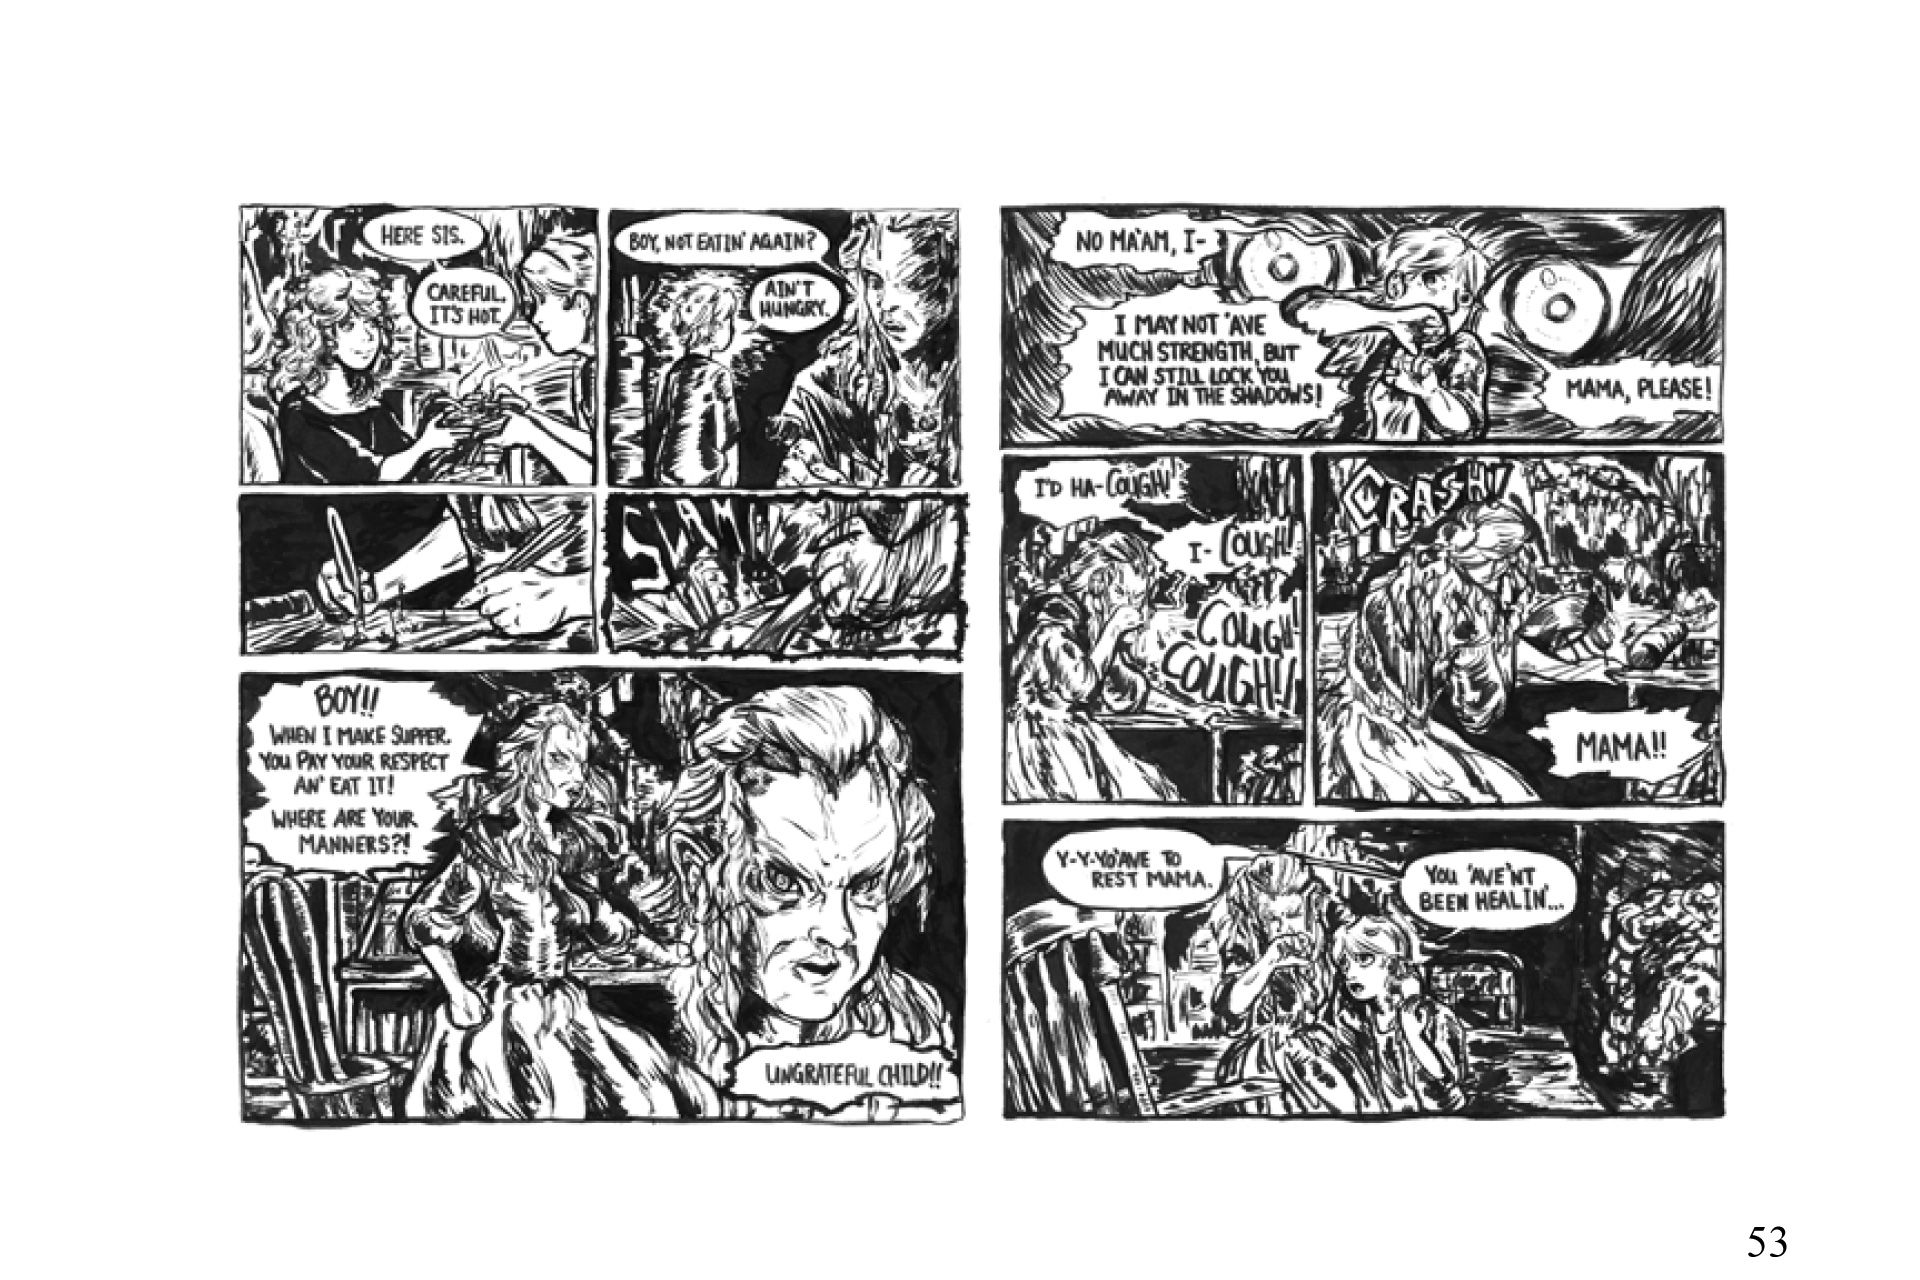 HERE SIS.
CAREFUL.
IT'S HOT.
BOY, NOT EATIN' AGAIN?
AIN'T
HUNGRY.
SLAM
BOY!!
WHEN I MAKE SUPPER,
YOU PAY YOUR RESPECT
AN' EAT IT!
WHERE ARE YOUR
MANNERS?!
UNGRATEFUL CHILD!!
NO MA'AM, I-
I MAY NOT 'AVE
MUCH STRENGTH, BUT
I CAN STILL LOCK YOU
AWAY IN THE SHADOWS!
MAMA, PLEASE!
I'D HA-COUGH!
I- COUGH!
COUGH!
COUGH!!
CRASH!!
MAMA!!
Y-Y-YO'AVE TO
REST MAMA.
YOU 'AVE'NT
BEEN HEALIN'...
53